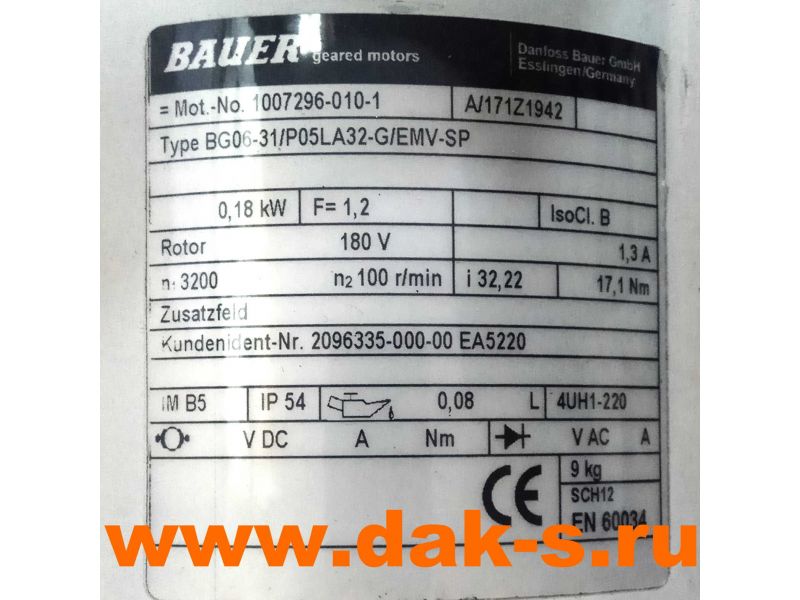 BAUER geared motors Danfoss Bauer GmbH
Esslingen/Germany
= Mot.-No. 1007296-010-1 A/171Z1942
Type BG06-31/P05LA32-G/EMV-SP
0,18 kW F= 1,2 IsoCl. B
Rotor 180 V 1,3 A
n1 3200 n2 100 r/min i 32,22 17,1 Nm
Zusatzfeld
Kundenident-Nr. 2096335-000-00 EA5220
IM B5 IP 54 0,08 L 4UH1-220
V DC A Nm V AC A
CE 9 kg
SCH12
EN 60034
www.dak-s.ru